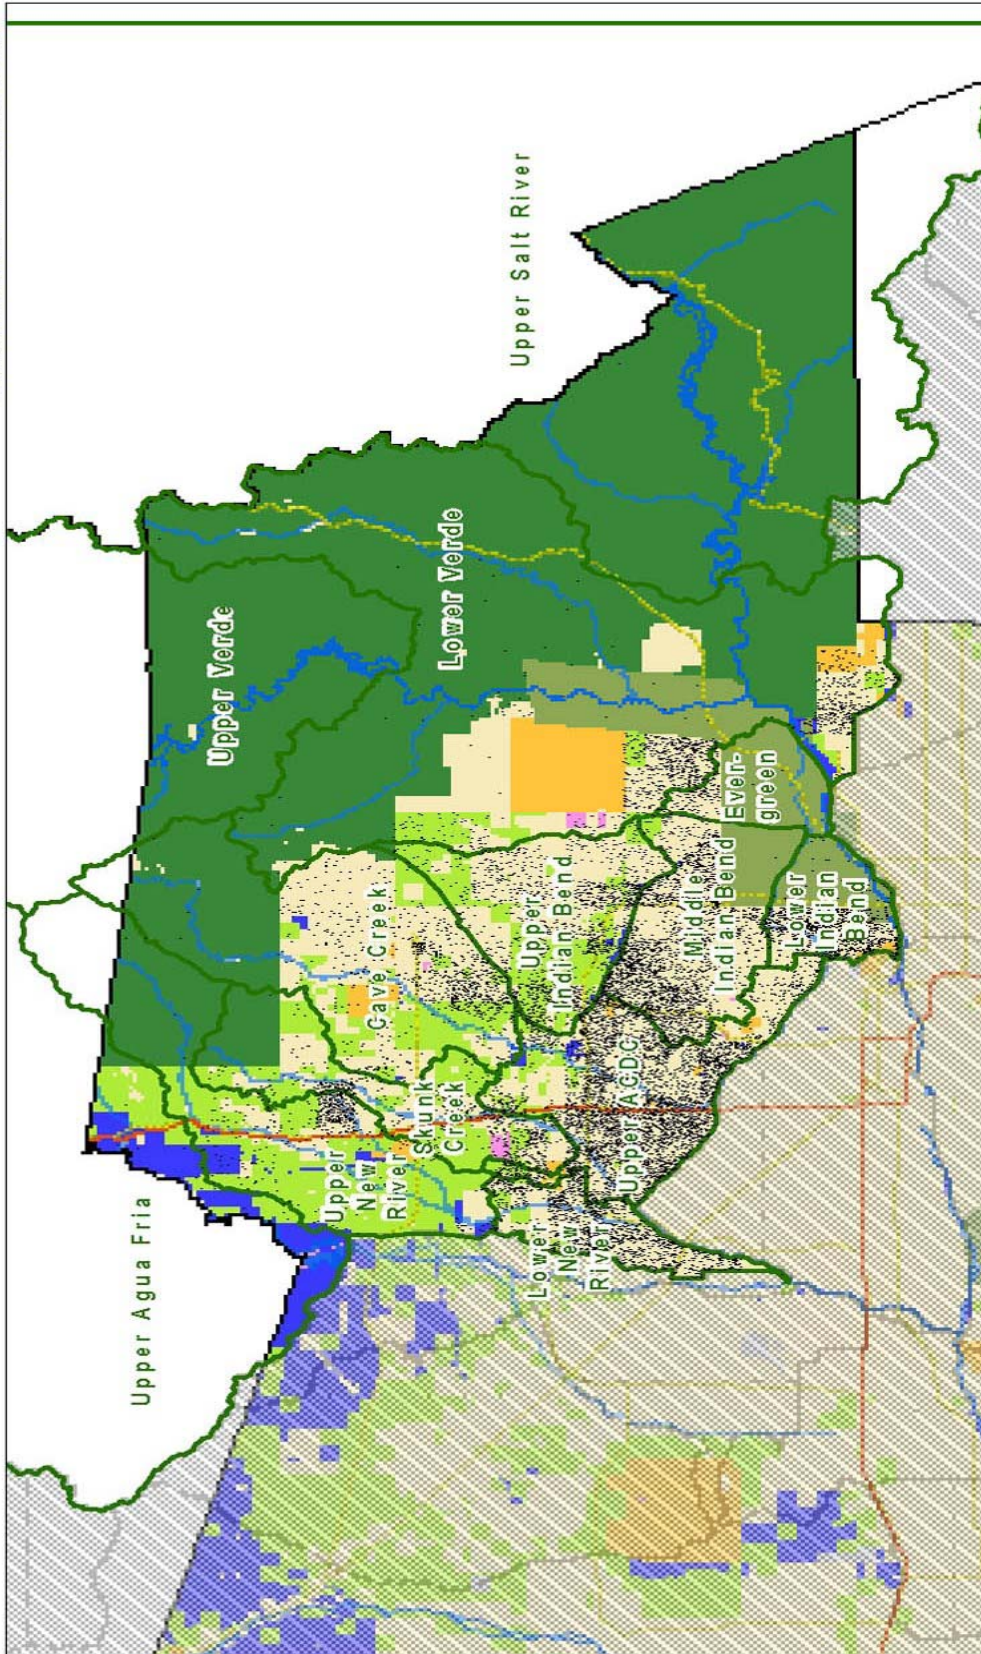 Upper Salt River
Upper Verde
Lower Verde
Ever-
green
Cave Creek
Upper
Indian Bend
Middle
Indian Bend
Lower
Indian
Bend
Skunk
Creek
Upper ACDC
Upper
New
River
Lower
New
River
Upper Agua Fria